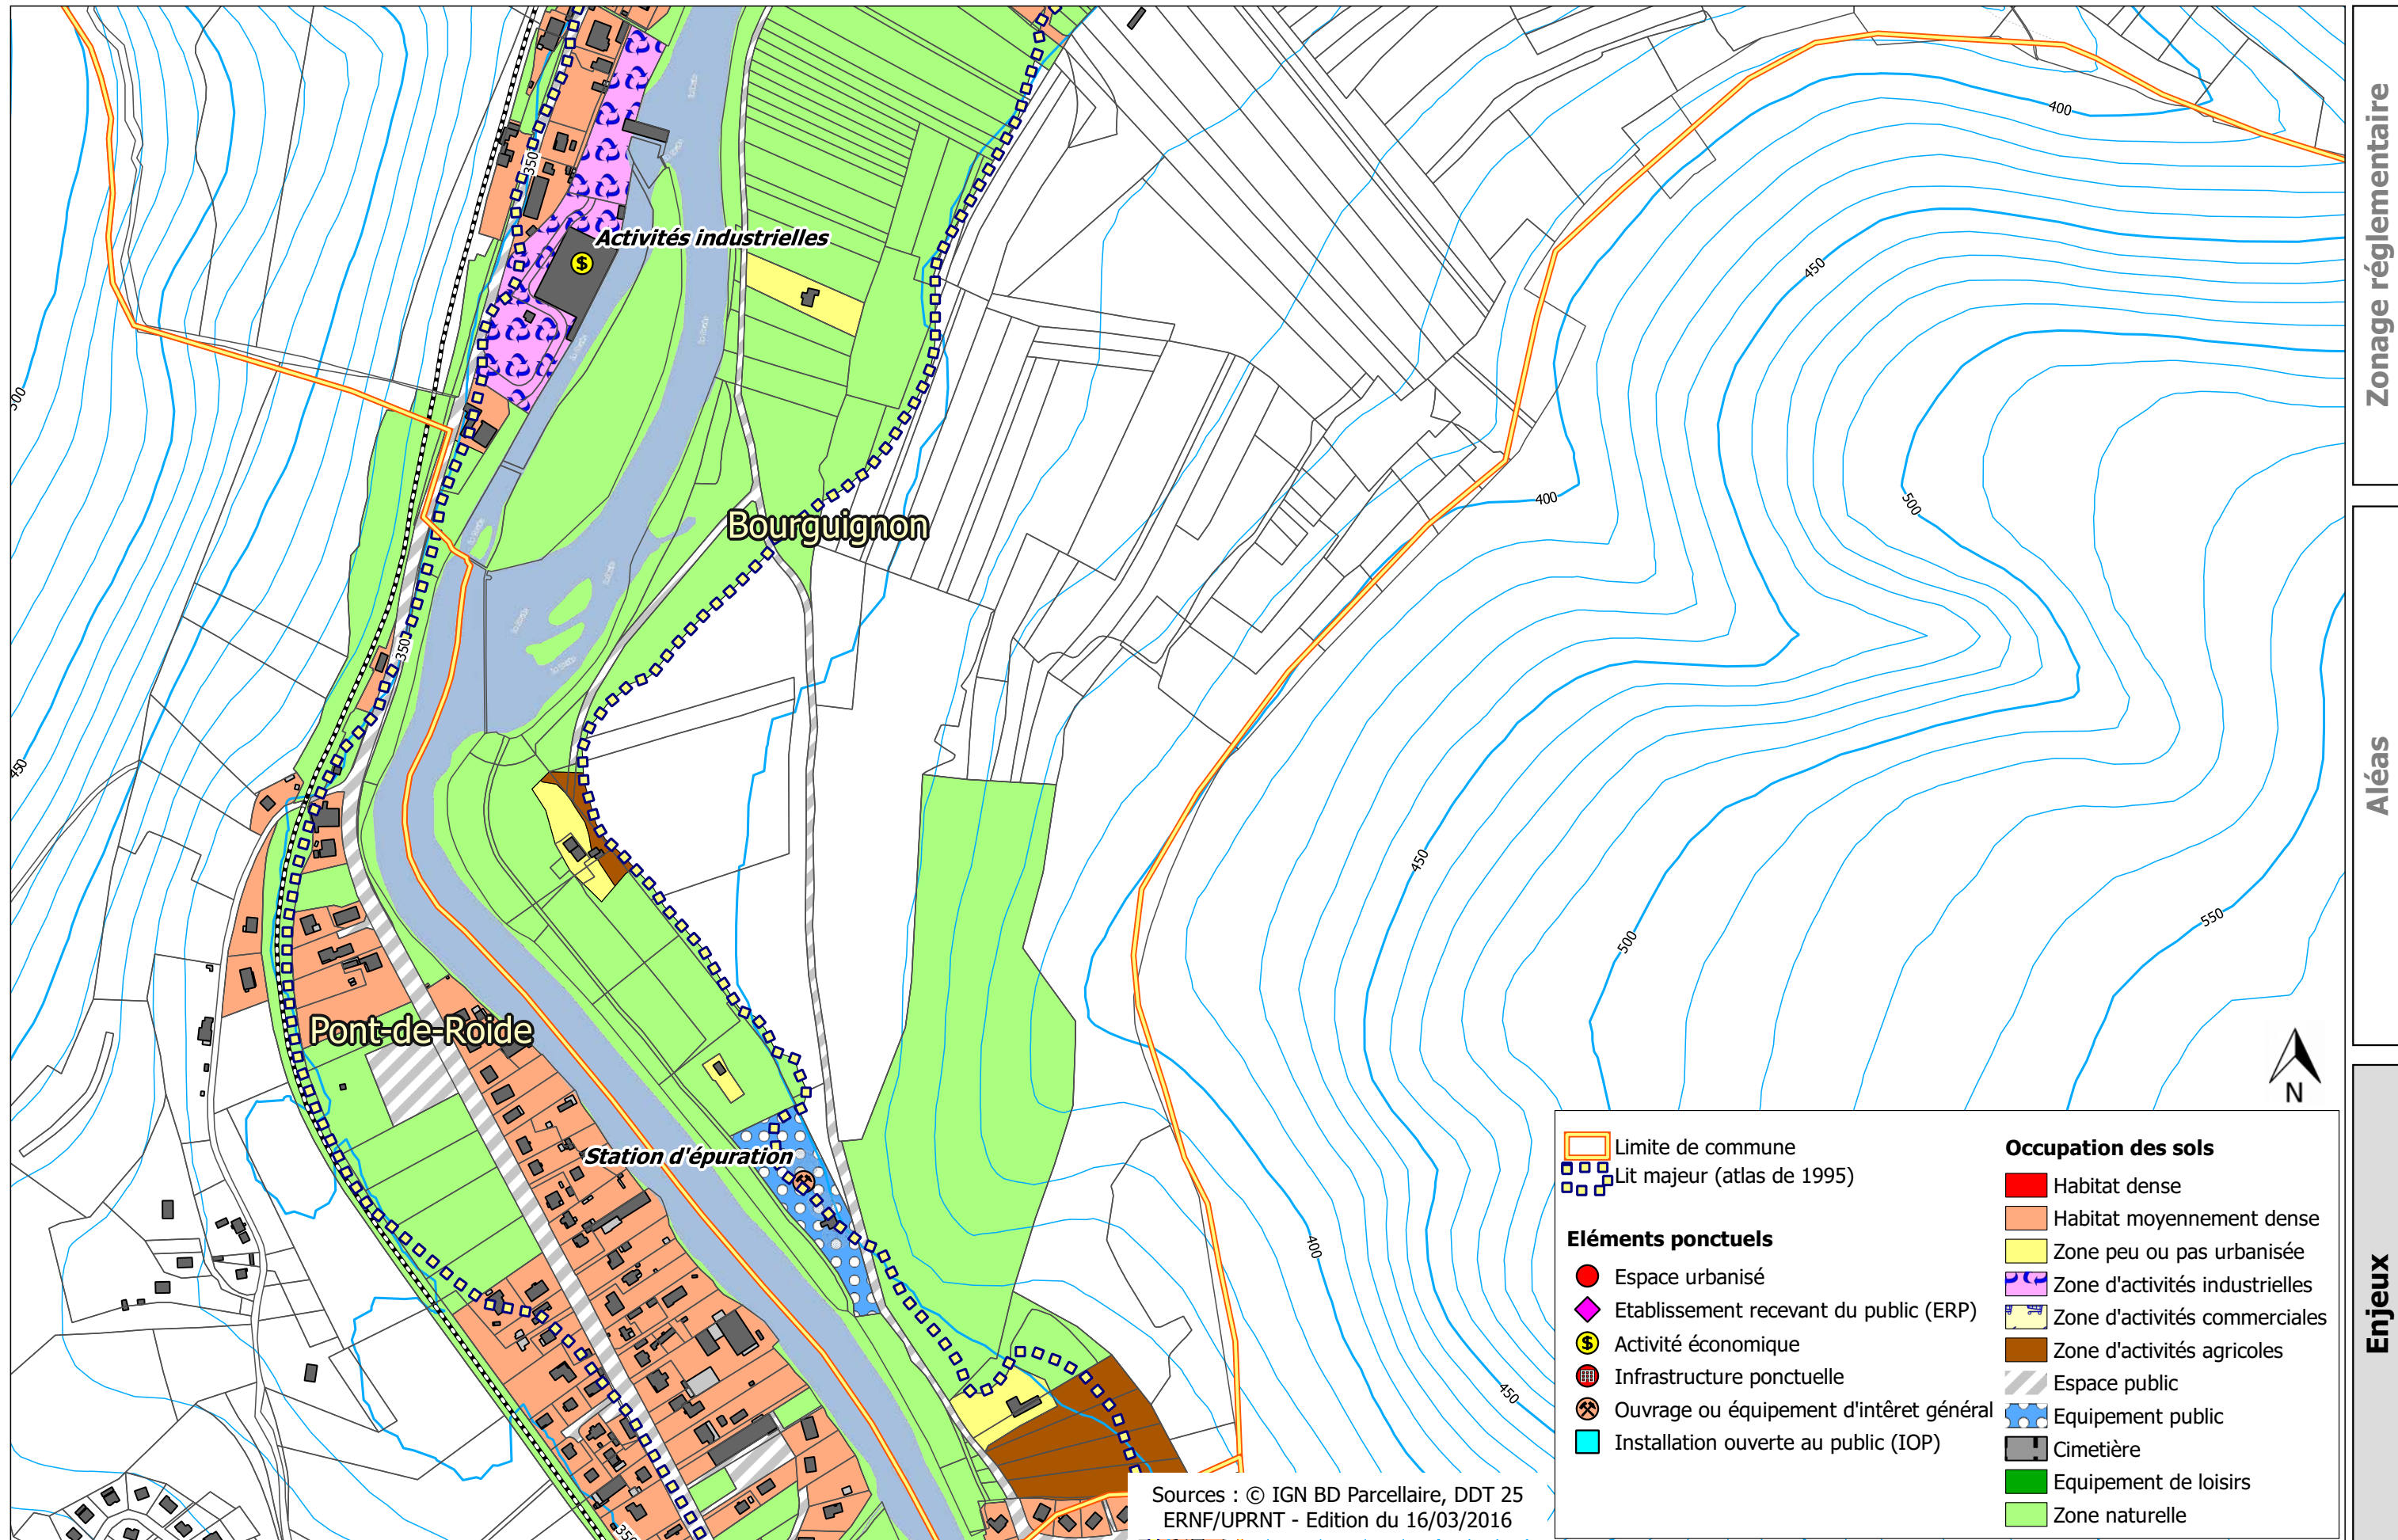 Activités industrielles
Bourguignon
Pont-de-Roide
Station d'épuration
350
350
350
400
450
500
400
450
500
550
400
450
500
450
N
Limite de commune
Lit majeur (atlas de 1995)
Eléments ponctuels
Espace urbanisé
Etablissement recevant du public (ERP)
Activité économique
Infrastructure ponctuelle
Ouvrage ou équipement d'intêret général
Installation ouverte au public (IOP)
Occupation des sols
Habitat dense
Habitat moyennement dense
Zone peu ou pas urbanisée
Zone d'activités industrielles
Zone d'activités commerciales
Zone d'activités agricoles
Espace public
Equipement public
Cimetière
Equipement de loisirs
Zone naturelle
Sources : © IGN BD Parcellaire, DDT 25
ERNF/UPRNT - Edition du 16/03/2016
Zonage réglementaire
Aléas
Enjeux